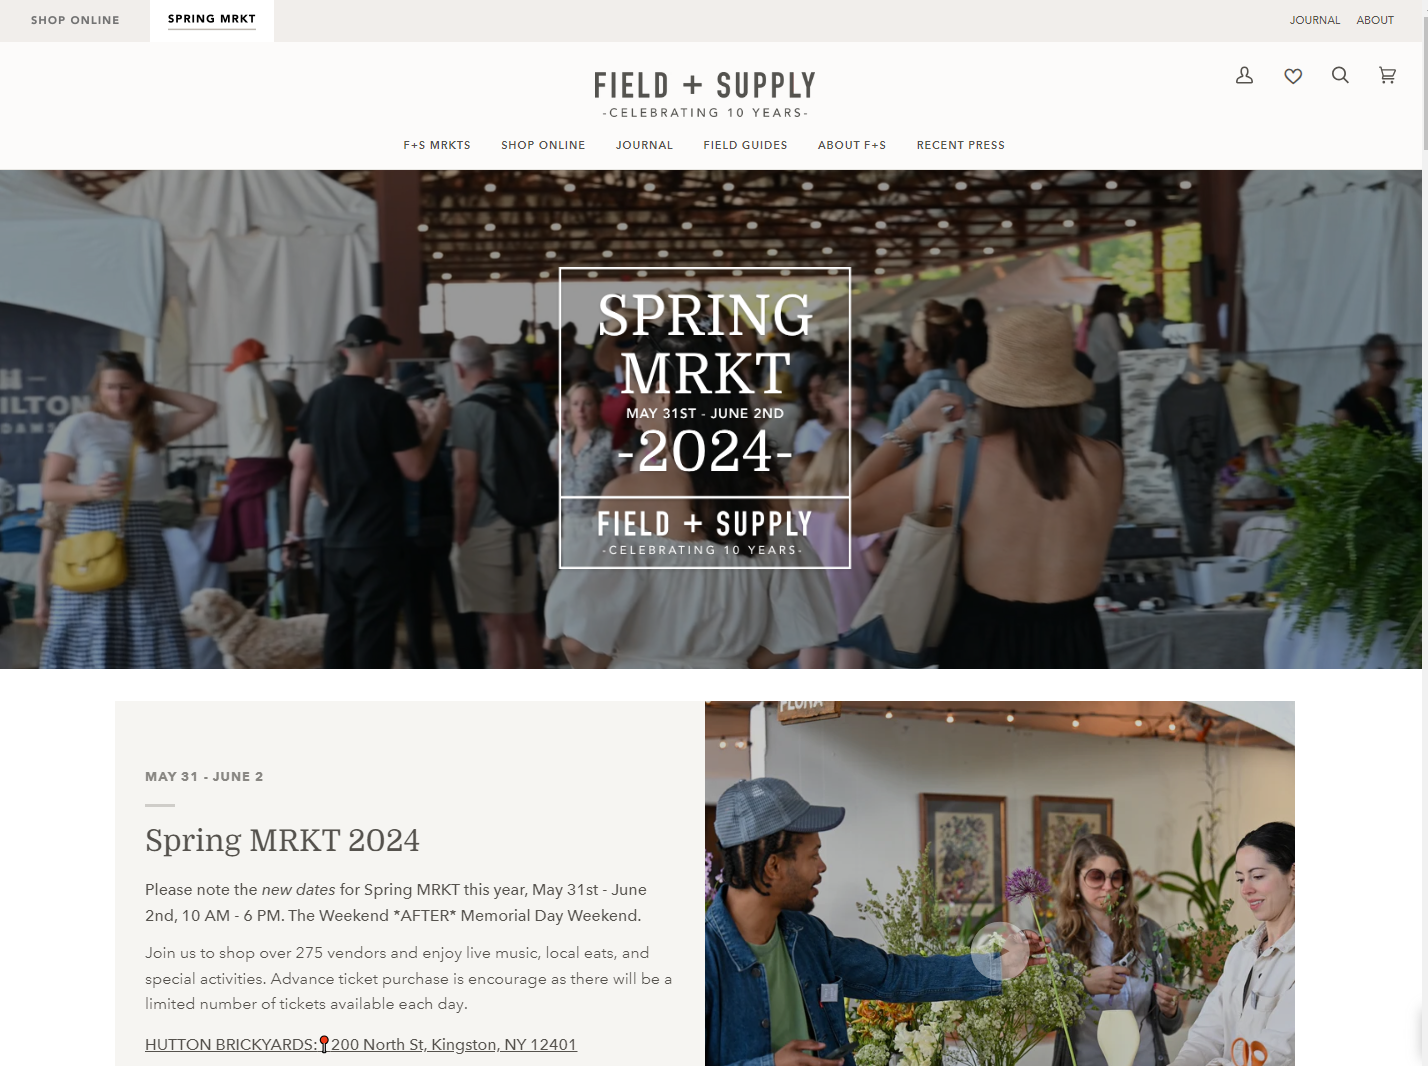 SHOP ONLINE
SPRING MRKT
JOURNAL
ABOUT
FIELD + SUPPLY
-CELEBRATING 10 YEARS-
F+S MRKTS
SHOP ONLINE
JOURNAL
FIELD GUIDES
ABOUT F+S
RECENT PRESS
SPRING
MRKT
MAY 31ST - JUNE 2ND
-2024-
FIELD + SUPPLY
-CELEBRATING 10 YEARS-
ILTON
MAY 31 - JUNE 2
Spring MRKT 2024
Please note the new dates for Spring MRKT this year, May 31st - June
2nd, 10 AM - 6 PM. The Weekend *AFTER* Memorial Day Weekend.
Join us to shop over 275 vendors and enjoy live music, local eats, and
special activities. Advance ticket purchase is encourage as there will be a
limited number of tickets available each day.
HUTTON BRICKYARDS:📍200 North St, Kingston, NY 12401
FLORA